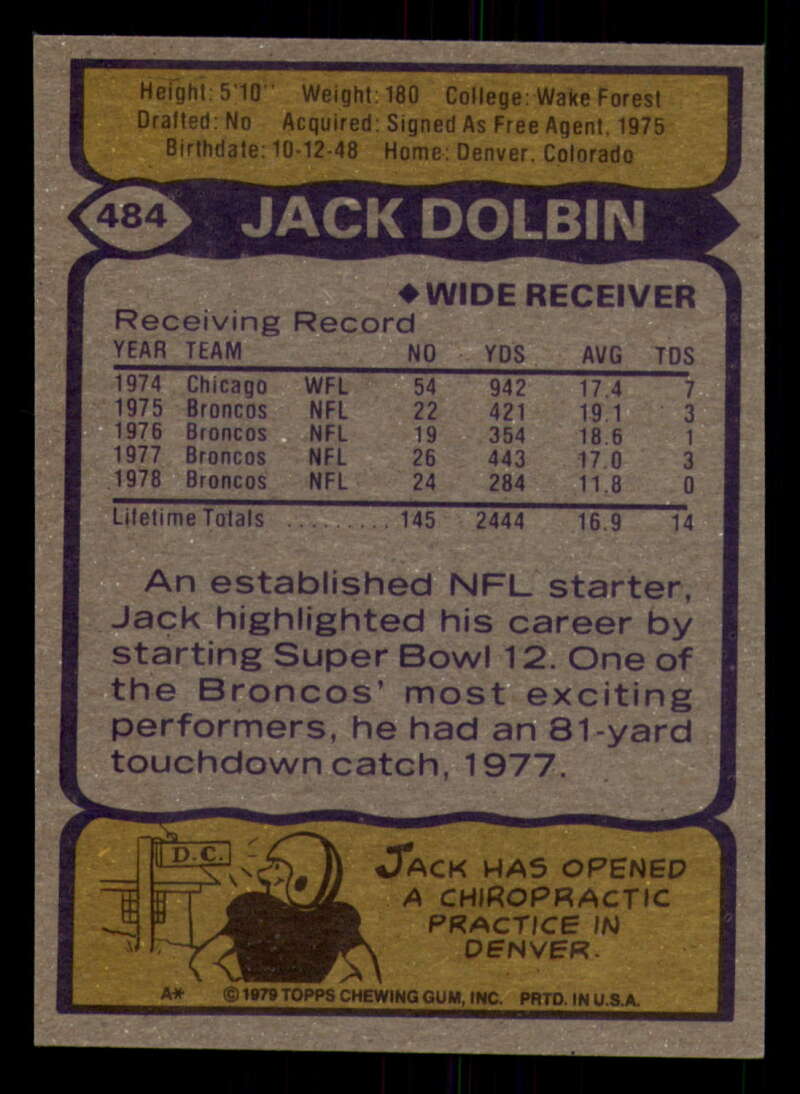 Height: 5'10" Weight: 180 College: Wake Forest
Drafted: No Acquired: Signed As Free Agent, 1975
Birthdate: 10-12-48 Home: Denver, Colorado
484 JACK DOLBIN
◆ WIDE RECEIVER
Receiving Record
YEAR TEAM NO YDS AVG TDS
1974 Chicago WFL 54 942 17.4 7
1975 Broncos NFL 22 421 19.1 3
1976 Broncos NFL 19 354 18.6 1
1977 Broncos NFL 26 443 17.0 3
1978 Broncos NFL 24 284 11.8 0
Lifetime Totals .......... 145 2444 16.9 14
An established NFL starter,
Jack highlighted his career by
starting Super Bowl 12. One of
the Broncos' most exciting
performers, he had an 81-yard
touchdown catch, 1977.
D.C.
JACK HAS OPENED
A CHIROPRACTIC
PRACTICE IN
DENVER.
A* © 1979 TOPPS CHEWING GUM, INC. PRTD. IN U.S.A.